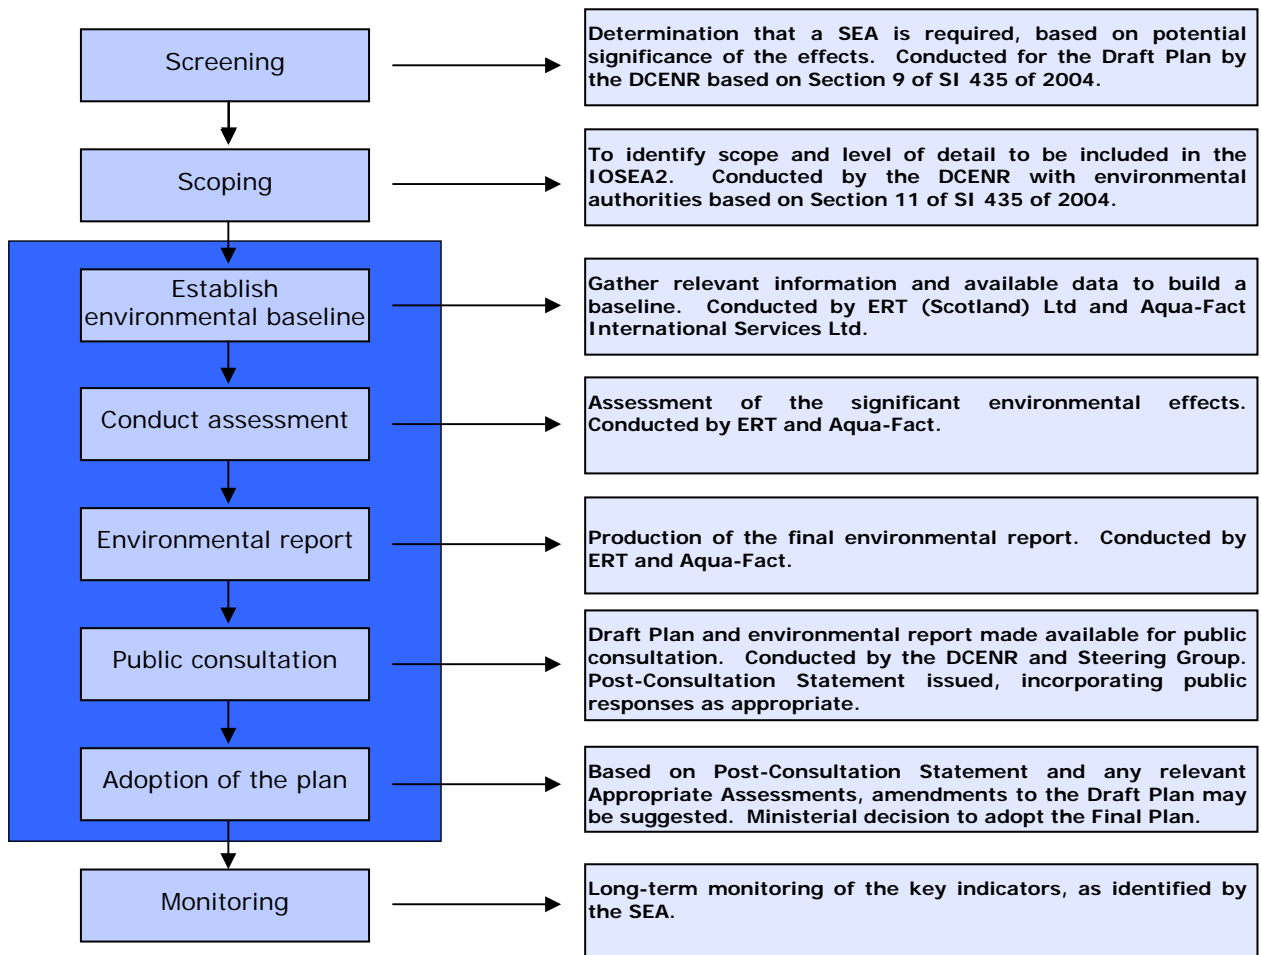 Screening
Determination that a SEA is required, based on potential
significance of the effects. Conducted for the Draft Plan by
the DCENR based on Section 9 of SI 435 of 2004.
Scoping
To identify scope and level of detail to be included in the
IOSEA2. Conducted by the DCENR with environmental
authorities based on Section 11 of SI 435 of 2004.
Establish
environmental baseline
Gather relevant information and available data to build a
baseline. Conducted by ERT (Scotland) Ltd and Aqua-Fact
International Services Ltd.
Conduct assessment
Assessment of the significant environmental effects.
Conducted by ERT and Aqua-Fact.
Environmental report
Production of the final environmental report. Conducted by
ERT and Aqua-Fact.
Public consultation
Draft Plan and environmental report made available for public
consultation. Conducted by the DCENR and Steering Group.
Post-Consultation Statement issued, incorporating public
responses as appropriate.
Adoption of the plan
Based on Post-Consultation Statement and any relevant
Appropriate Assessments, amendments to the Draft Plan may
be suggested. Ministerial decision to adopt the Final Plan.
Monitoring
Long-term monitoring of the key indicators, as identified by
the SEA.